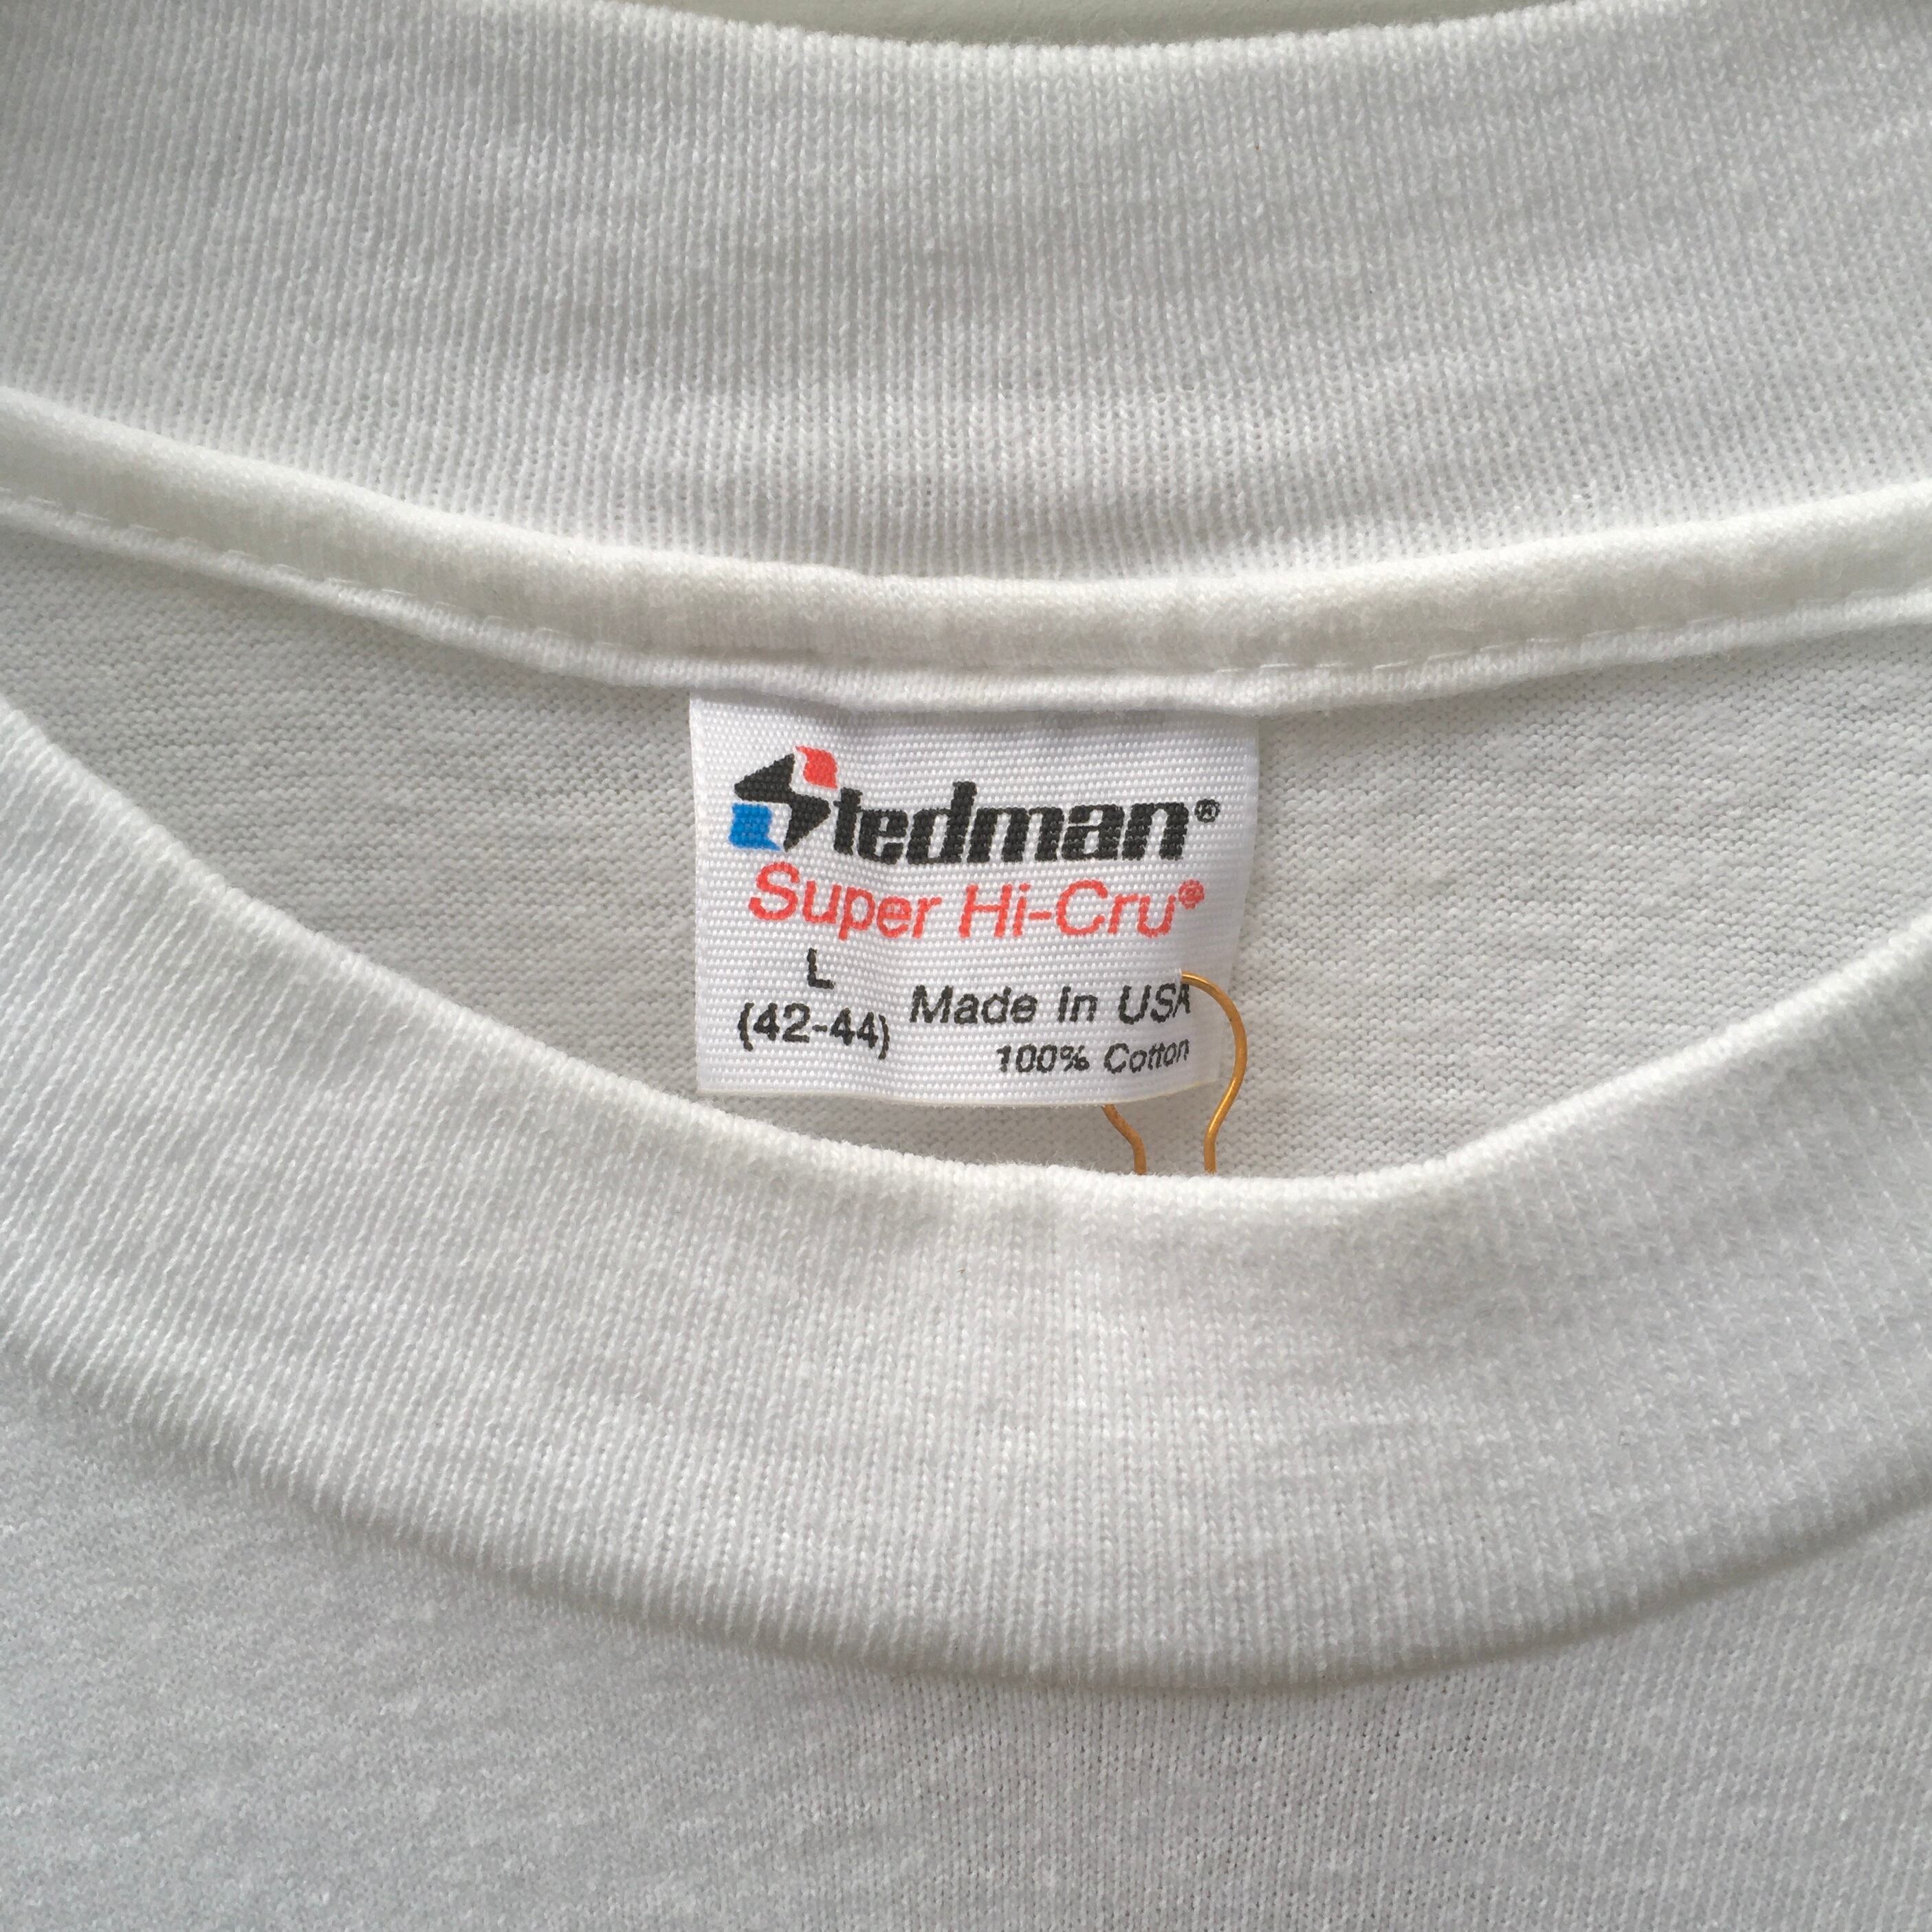 Stedman®
Super Hi-Cru®
L
(42-44)
Made In USA
100% Cotton